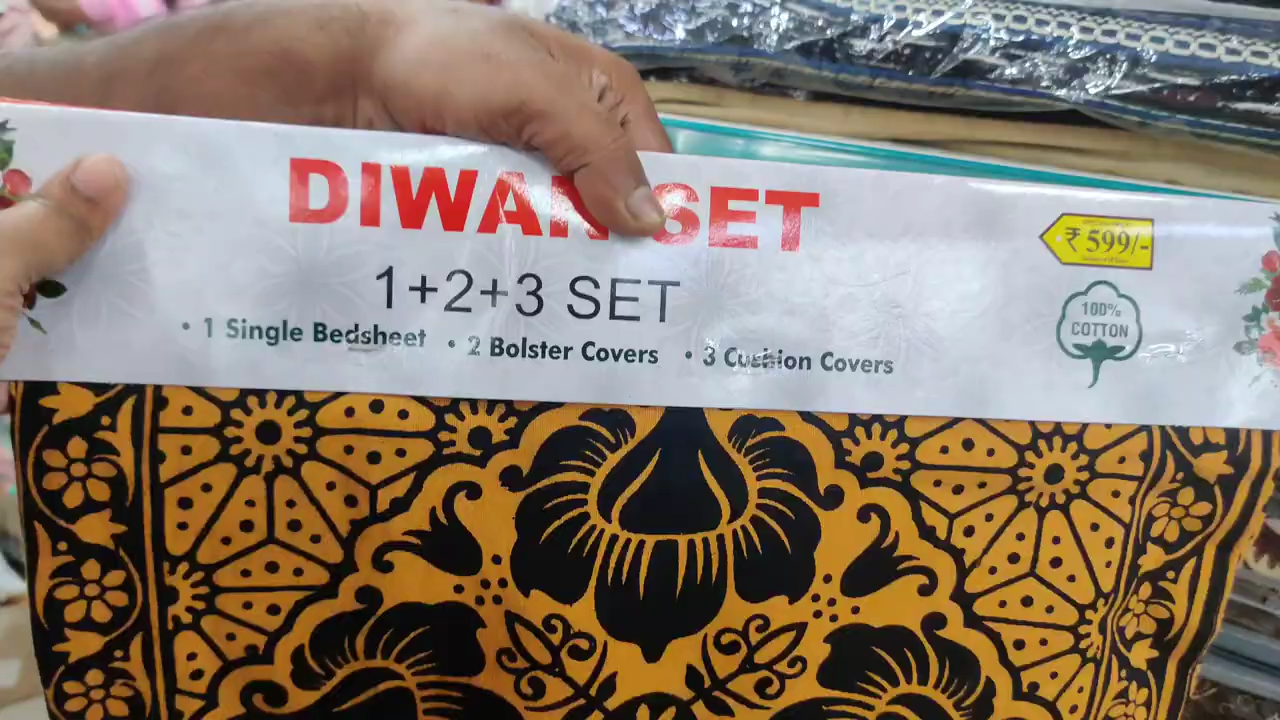 DIWAN SET
1+2+3 SET
• 1 Single Bedsheet • 2 Bolster Covers • 3 Cushion Covers
₹ 599/-
100%
COTTON